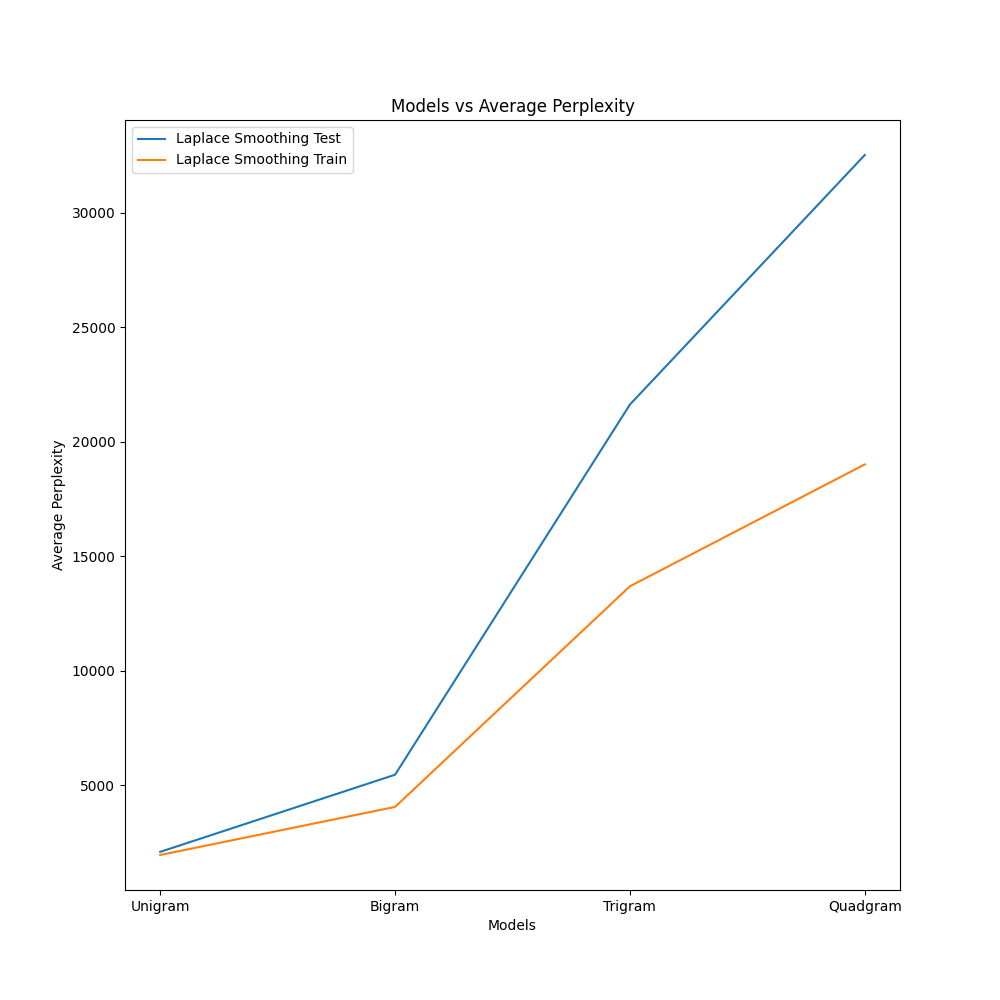 Models vs Average Perplexity
Laplace Smoothing Test
Laplace Smoothing Train
Average Perplexity
30000
25000
20000
15000
10000
5000
Unigram Bigram Trigram Quadgram
Models